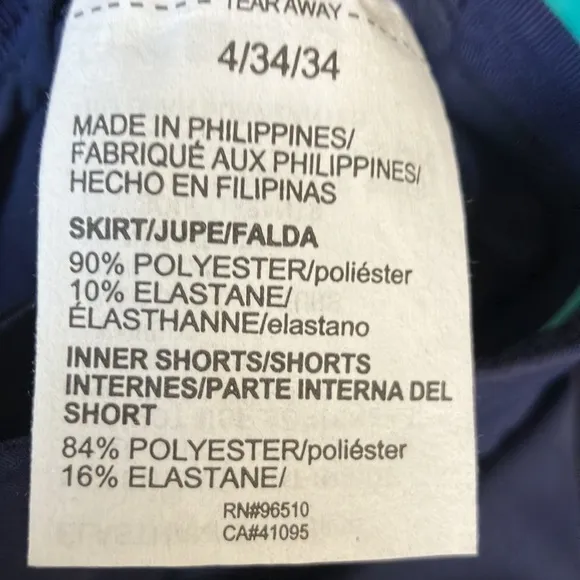 - TEAR AWAY -
4/34/34
MADE IN PHILIPPINES/
FABRIQUÉ AUX PHILIPPINES/
HECHO EN FILIPINAS
SKIRT/JUPE/FALDA
90% POLYESTER/poliéster
10% ELASTANE/
ÉLASTHANNE/elastano
INNER SHORTS/SHORTS
INTERNES/PARTE INTERNA DEL
SHORT
84% POLYESTER/poliéster
16% ELASTANE/
RN#96510
CA#41095